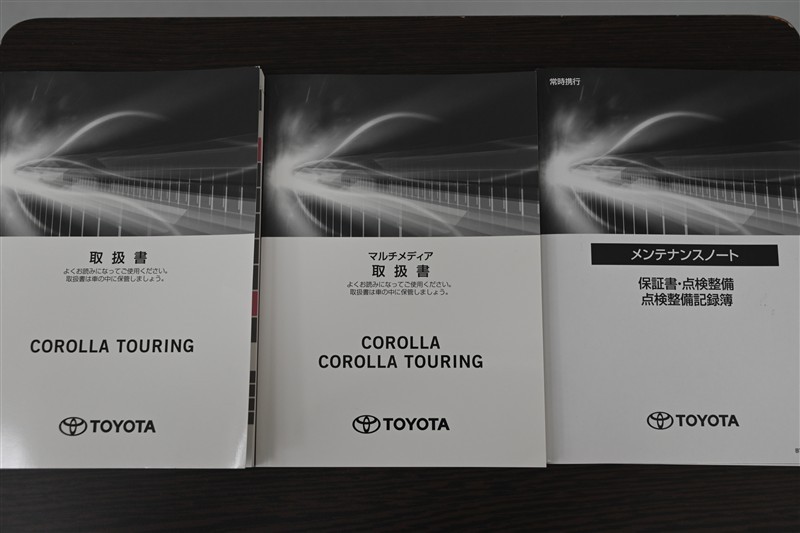 取扱書
よくお読みになってご使用ください。
取扱書は車の中に保管しましょう。
COROLLA TOURING
TOYOTA
マルチメディア
取扱書
よくお読みになってご使用ください。
取扱書は車の中に保管しましょう。
COROLLA
COROLLA TOURING
TOYOTA
常時携行
メンテナンスノート
保証書・点検整備
点検整備記録簿
TOYOTA